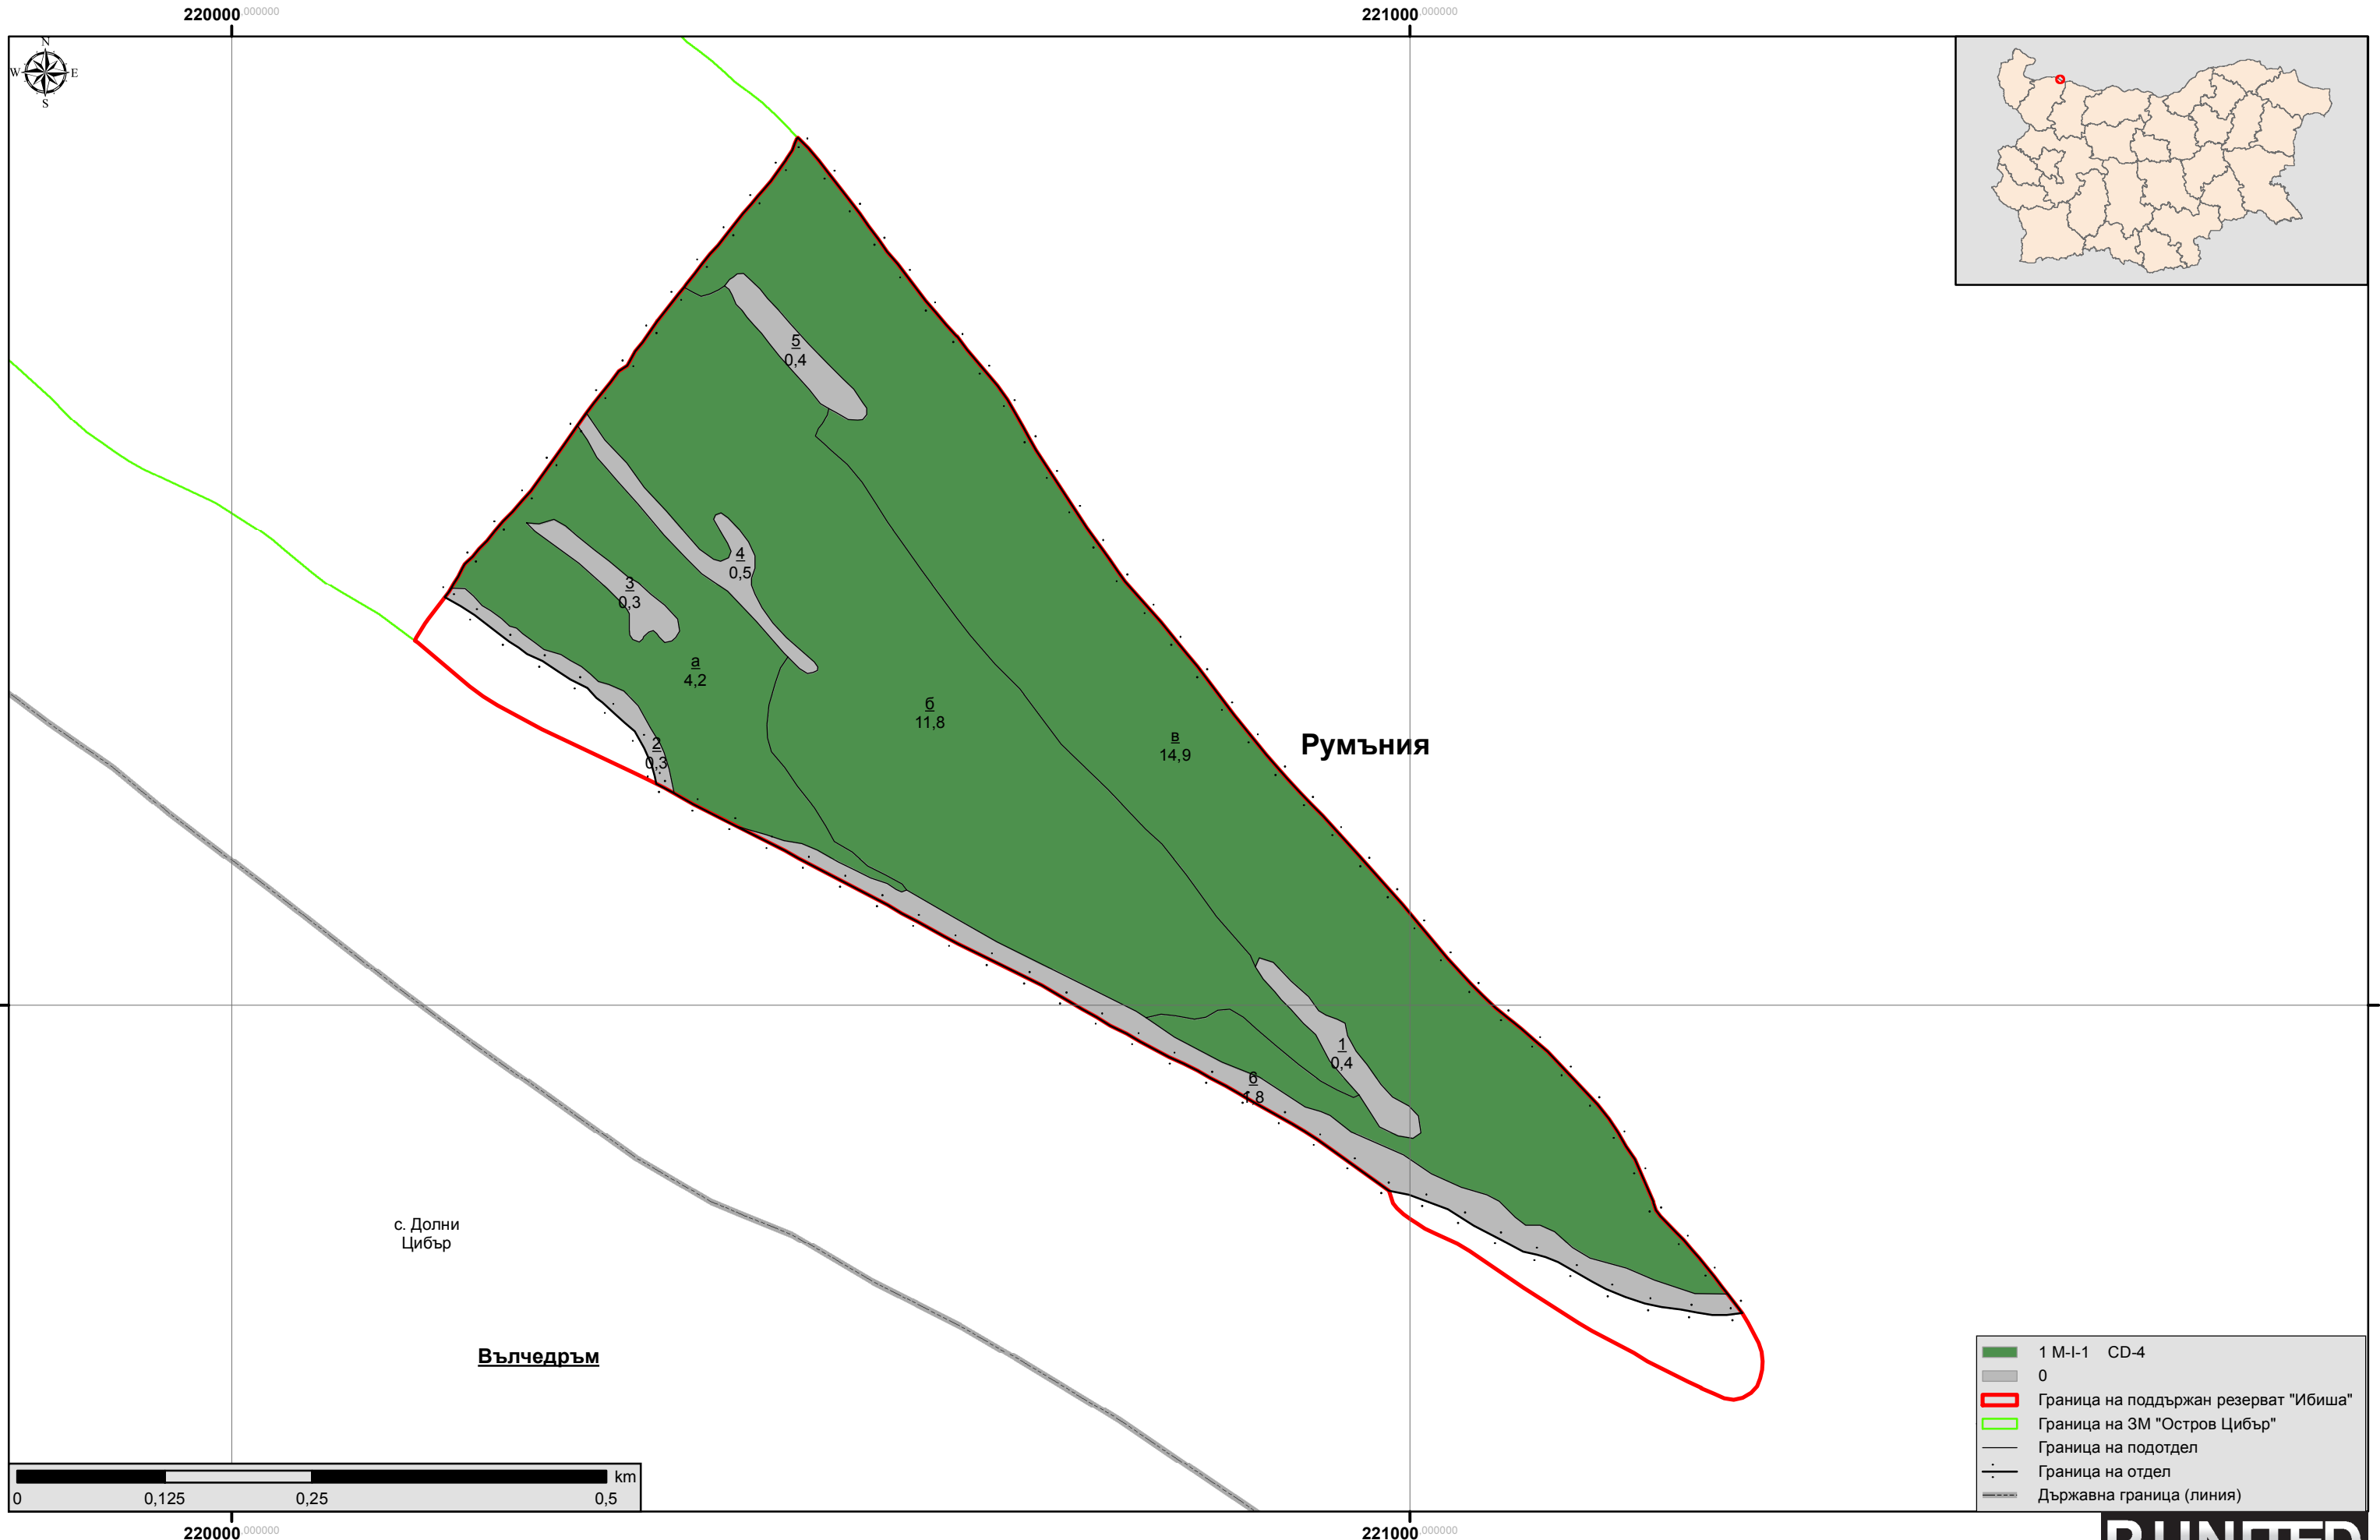 220000.000000
221000.000000
N
W E
S
5
0,4
4
0,5
3
0,3
а
4,2
б
11,8
в
14,9
Румъния
2
0,3
1
0,4
6
1,8
с. Долни
Цибър
Вълчедръм
1 M-I-1 CD-4
0
Граница на поддържан резерват "Ибиша"
Граница на ЗМ "Остров Цибър"
Граница на подотдел
Граница на отдел
Държавна граница (линия)
km
0 0,125 0,25 0,5
220000.000000
221000.000000